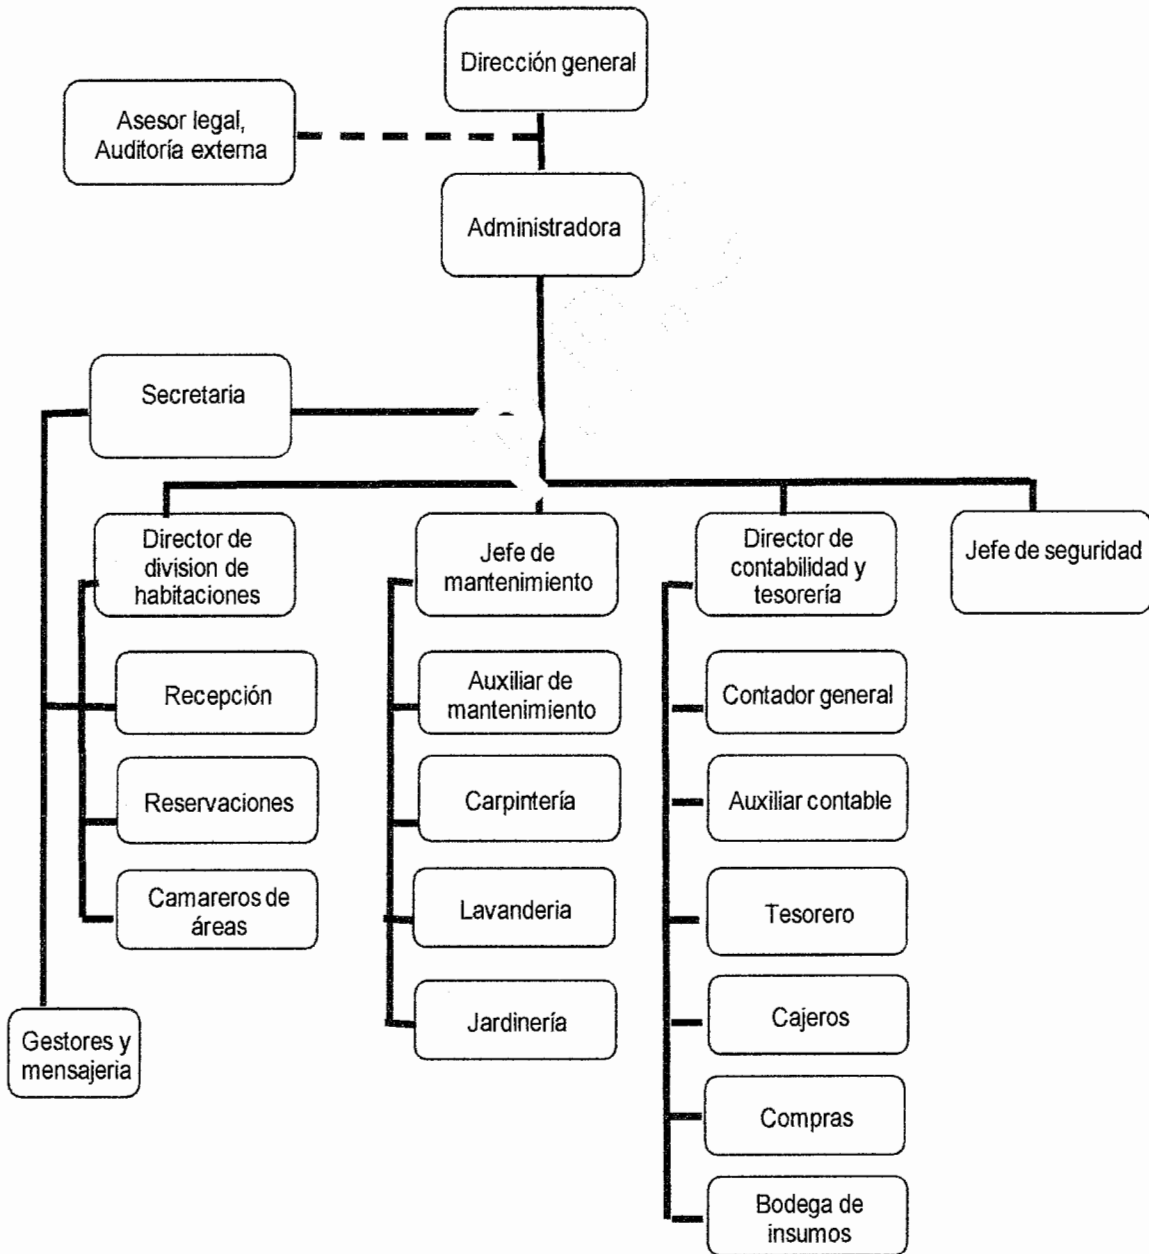 Dirección general
Asesor legal,
Auditoría externa
Administradora
Secretaria
Director de
division de
habitaciones
Jefe de
mantenimiento
Director de
contabilidad y
tesorería
Jefe de seguridad
Recepción
Auxiliar de
mantenimiento
Contador general
Reservaciones
Carpintería
Auxiliar contable
Camareros de
áreas
Lavanderia
Tesorero
Gestores y
mensajeria
Jardinería
Cajeros
Compras
Bodega de
insumos